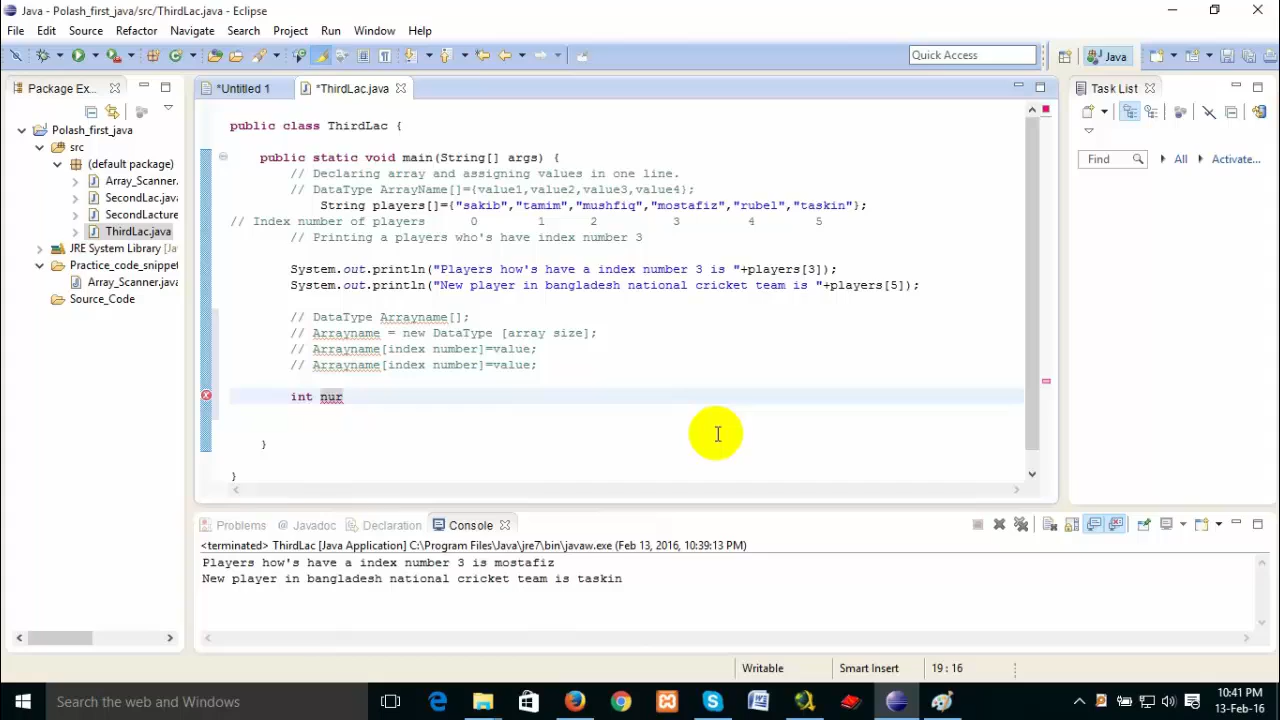 Java - Polash_first_java/src/ThirdLac.java - Eclipse
File Edit Source Refactor Navigate Search Project Run Window Help
Quick Access
Java
Package Ex...
*Untitled 1
*ThirdLac.java
Task List
Polash_first_java
src
(default package)
Array_Scanner.
SecondLac.java
SecondLacture
ThirdLac.java
JRE System Library [Ja
Practice_code_snippet
Array_Scanner.java
Source_Code
Find
All
Activate...
public class ThirdLac {
public static void main(String[] args) {
// Declaring array and assigning values in one line.
// DataType ArrayName[]={value1,value2,value3,value4};
String players[]={"sakib","tamim","mushfiq","mostafiz","rubel","taskin"};
// Index number of players 0 1 2 3 4 5
// Printing a players who's have index number 3
System.out.println("Players how's have a index number 3 is "+players[3]);
System.out.println("New player in bangladesh national cricket team is "+players[5]);
// DataType Arrayname[];
// Arrayname = new DataType [array size];
// Arrayname[index number]=value;
// Arrayname[index number]=value;
int nur
}
}
Problems @ Javadoc Declaration Console
<terminated> ThirdLac [Java Application] C:\Program Files\Java\jre7\bin\javaw.exe (Feb 13, 2016, 10:39:13 PM)
Players how's have a index number 3 is mostafiz
New player in bangladesh national cricket team is taskin
Writable
Smart Insert
19 : 16
Search the web and Windows
10:41 PM
13-Feb-16